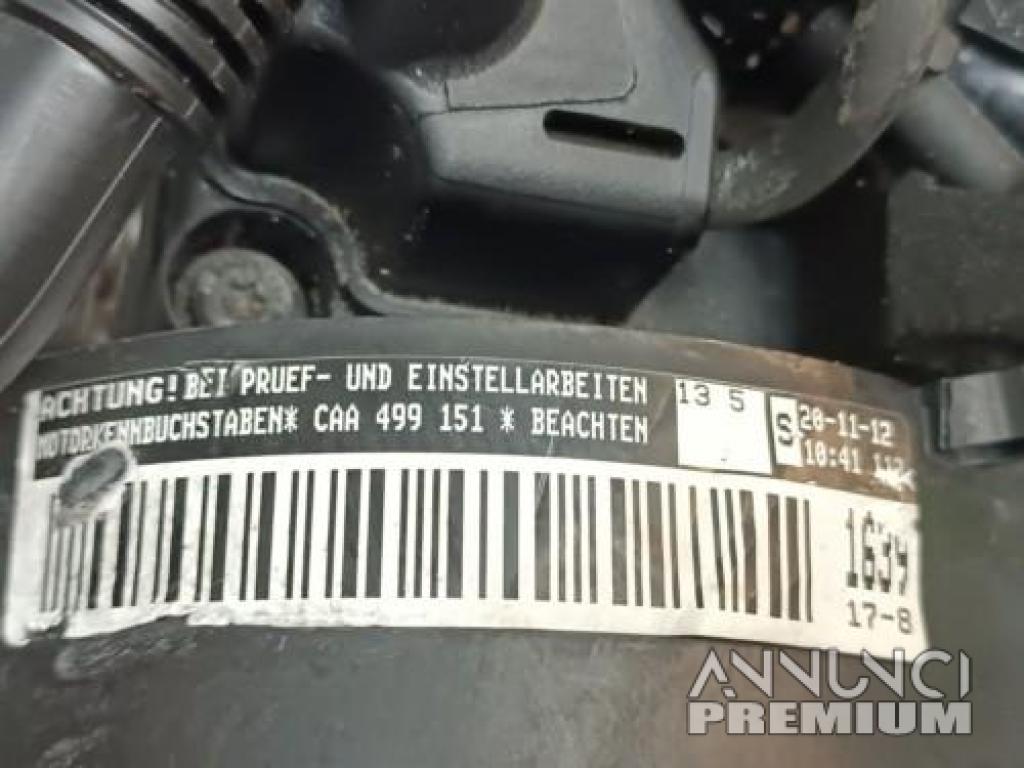 ACHTUNG! BEI PRUEF- UND EINSTELLARBEITEN
MOTORKENNBUCHSTABEN* CAA 499 151 * BEACHTEN
13 5
S
20-11-12
10:41
1639
17-8
ANNUNCI
PREMIUM